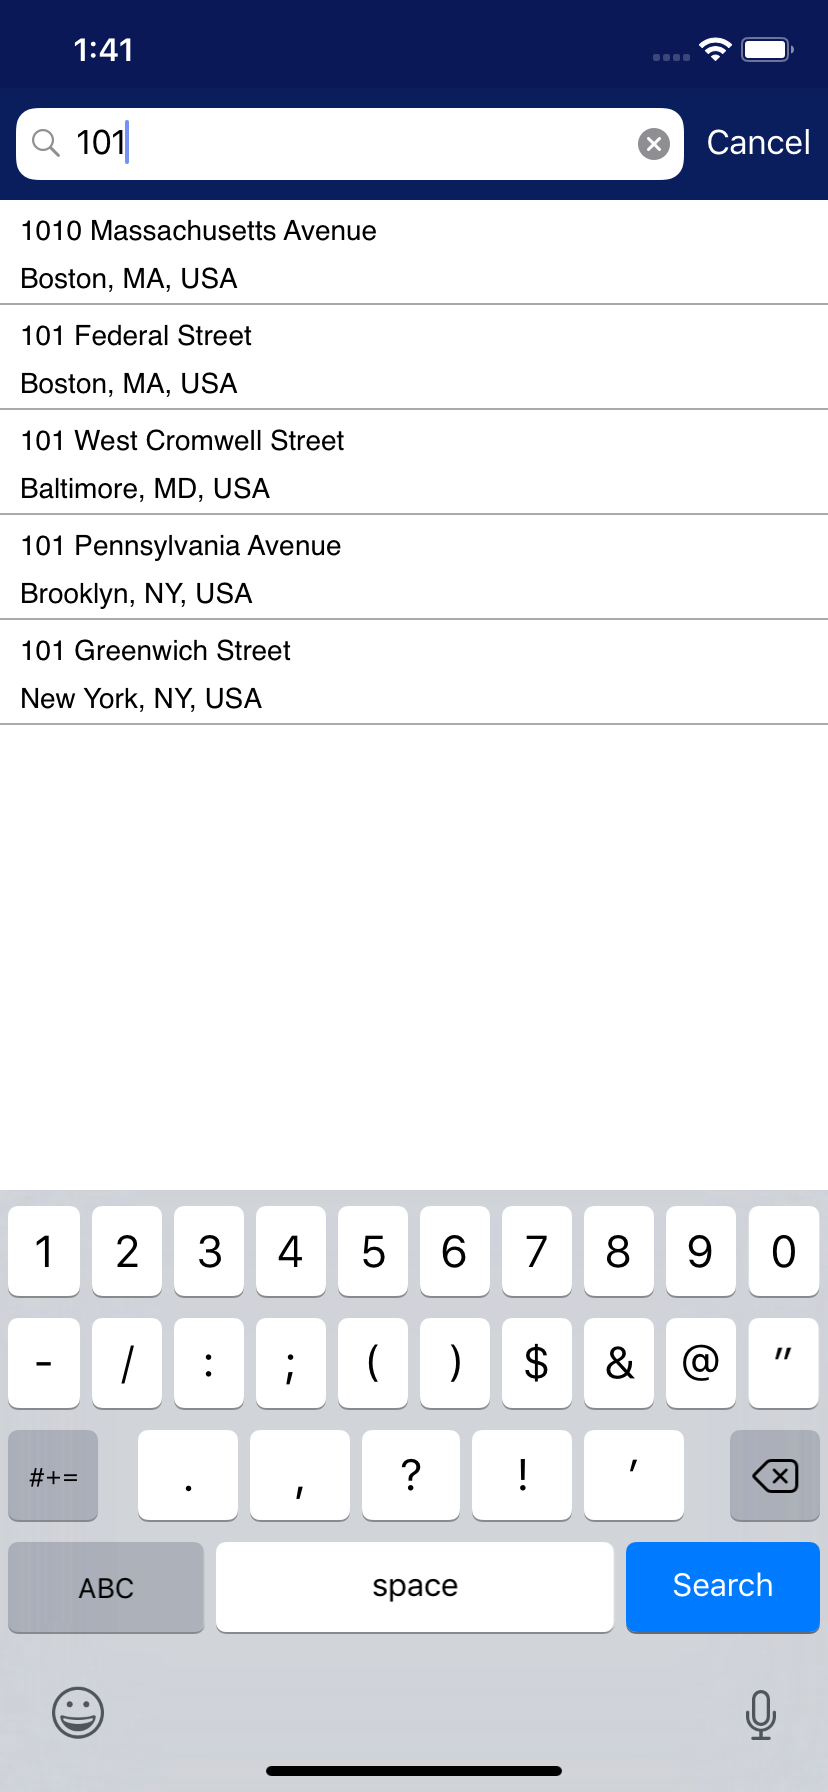 1:41
101
Cancel
1010 Massachusetts Avenue
Boston, MA, USA
101 Federal Street
Boston, MA, USA
101 West Cromwell Street
Baltimore, MD, USA
101 Pennsylvania Avenue
Brooklyn, NY, USA
101 Greenwich Street
New York, NY, USA
1 2 3 4 5 6 7 8 9 0
- / : ; ( ) $ & @ "
#+= . , ? ! '
ABC space Search